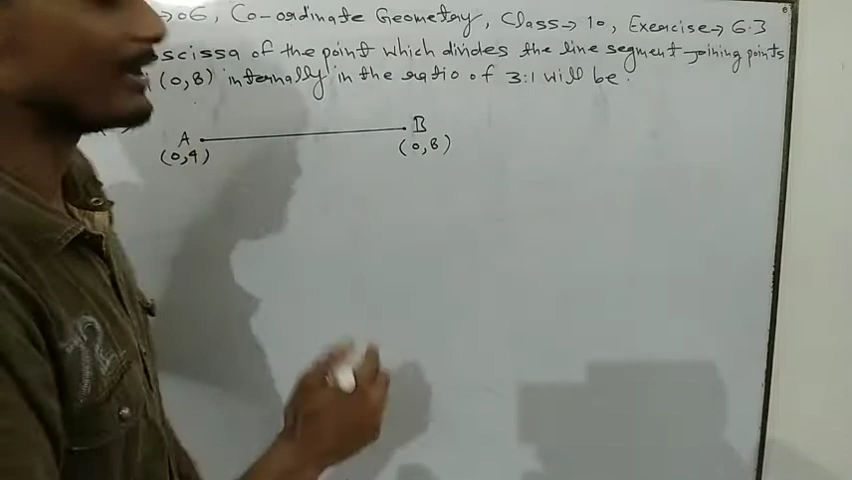 06, Co-ordinate Geometry, Class→10, Exercise→6.3
scissa of the point which divides the line segment joining points
(0,8) internally in the ratio of 3:1 will be.
A B
(0,4) (0,8)